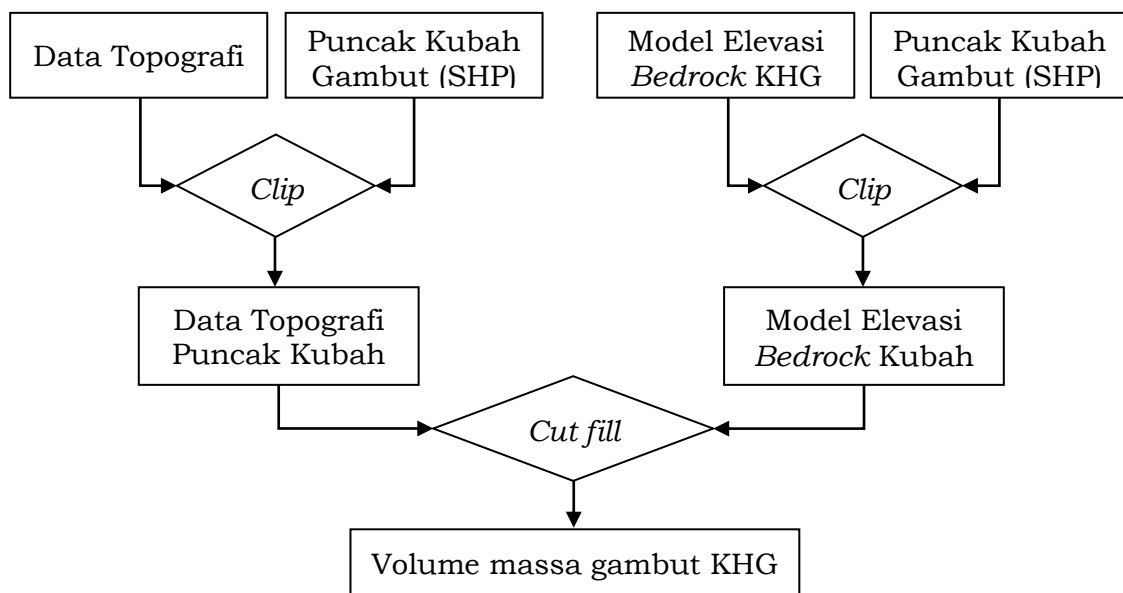 Data Topografi
Puncak Kubah
Gambut (SHP)
Model Elevasi
Bedrock KHG
Puncak Kubah
Gambut (SHP)
Clip
Clip
Data Topografi
Puncak Kubah
Model Elevasi
Bedrock Kubah
Cut fill
Volume massa gambut KHG